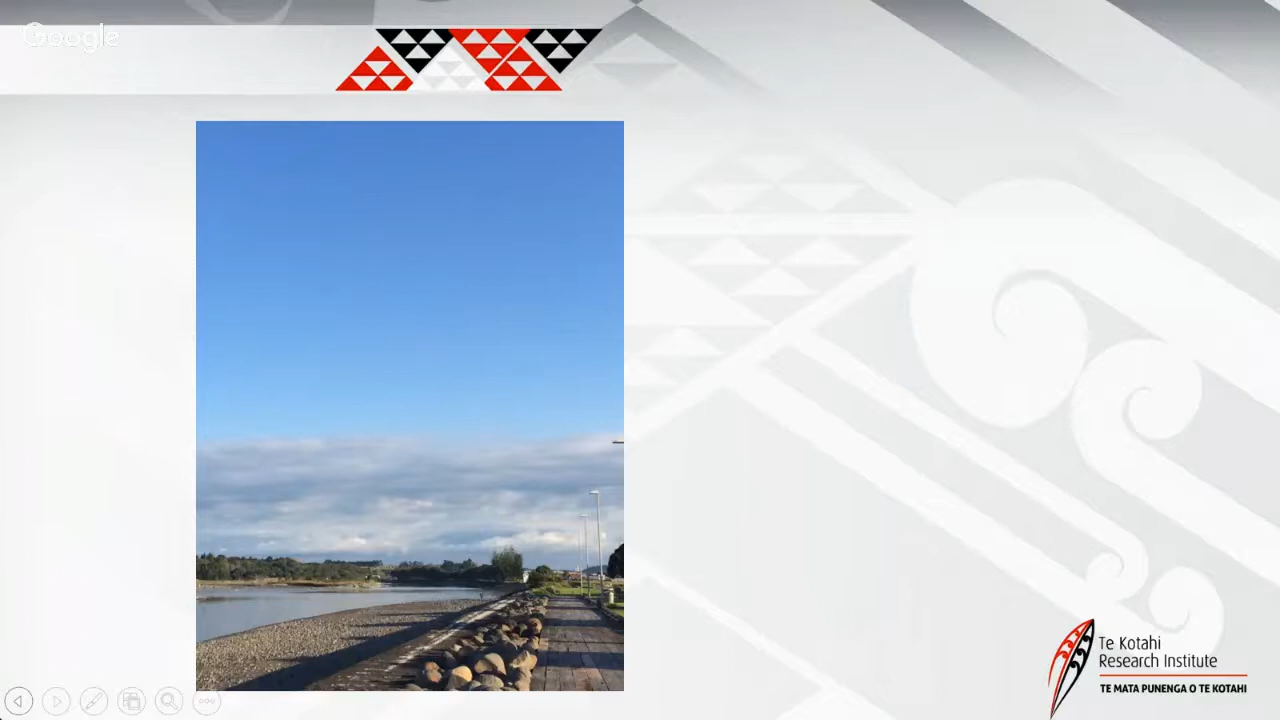 Google
Te Kotahi
Research Institute
TE MATA PUNENGA O TE KOTAHI